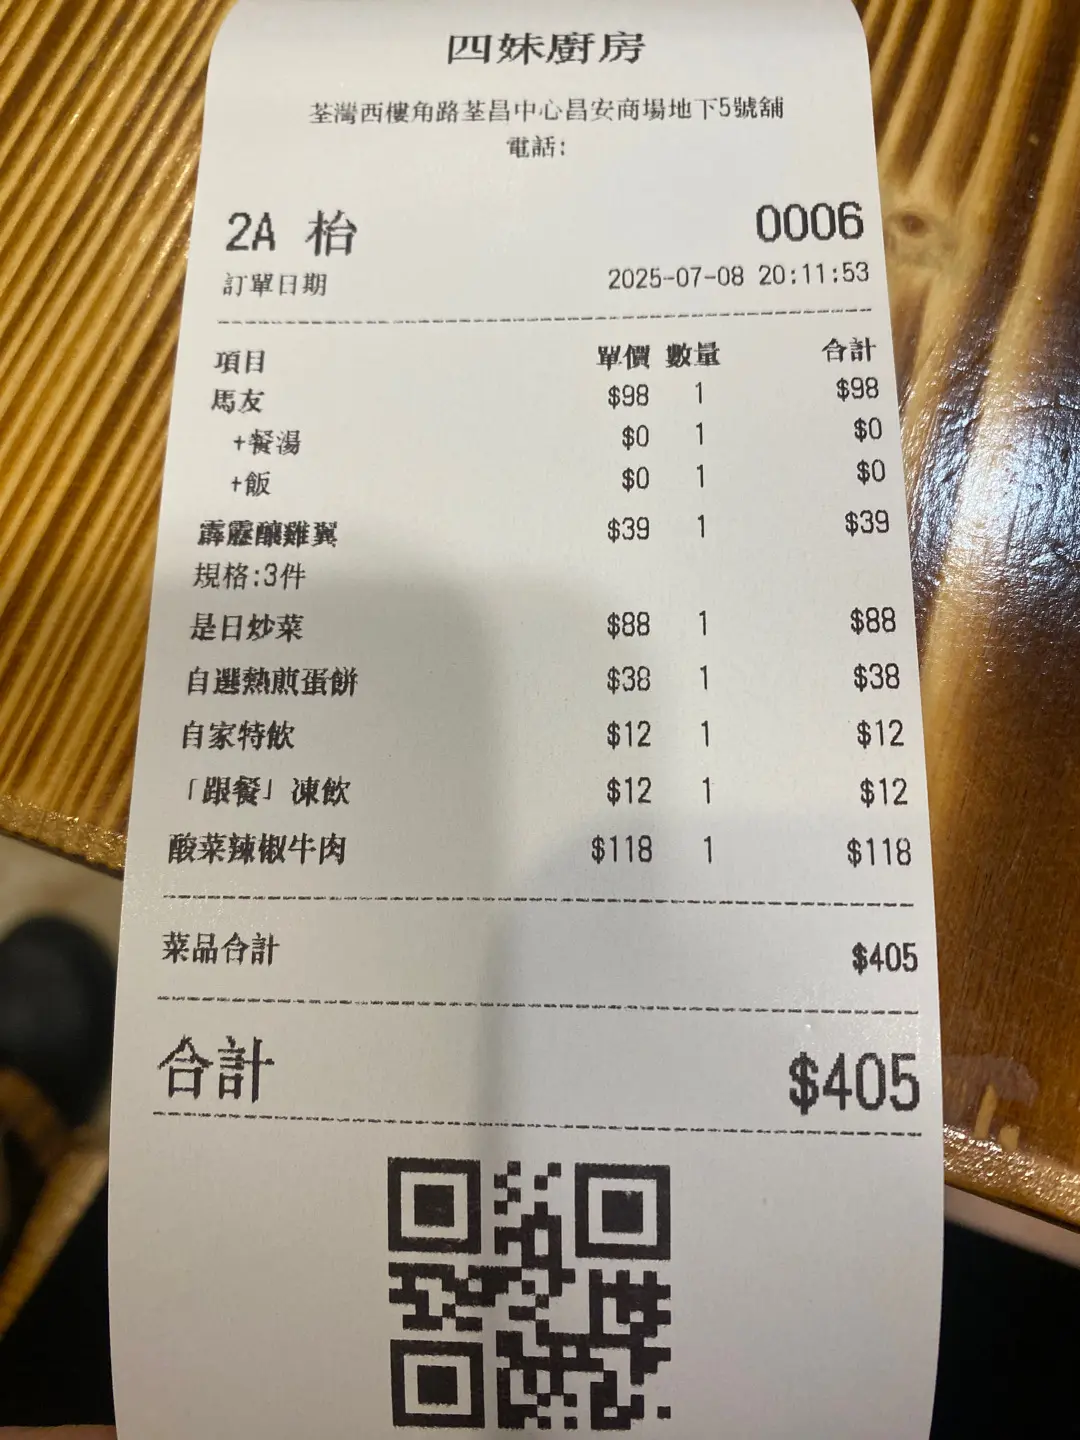 四妹廚房
荃灣西樓角路荃昌中心昌安商場地下5號舖
電話:
2A 枱 0006
訂單日期 2025-07-08 20:11:53
項目 單價 數量 合計
馬友 $98 1 $98
+餐湯 $0 1 $0
+飯 $0 1 $0
霹靂釀雞翼 $39 1 $39
規格:3件
是日炒菜 $88 1 $88
自選熱煎蛋餅 $38 1 $38
自家特飲 $12 1 $12
「跟餐」凍飲 $12 1 $12
酸菜辣椒牛肉 $118 1 $118
菜品合計 $405
合計 $405